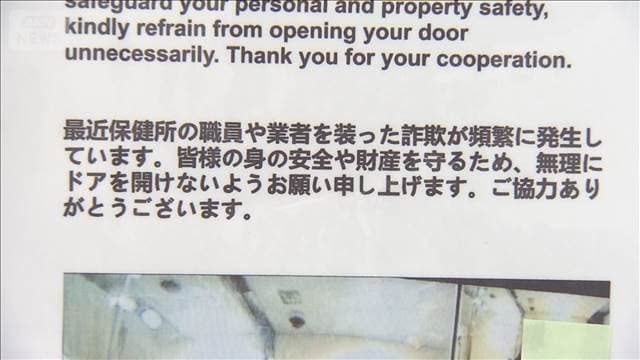 safeguard your personal and property safety,
kindly refrain from opening your door
unnecessarily. Thank you for your cooperation.
最近保健所の職員や業者を装った詐欺が頻繁に発生し
ています。皆様の身の安全や財産を守るため、無理に
ドアを開けないようお願い申し上げます。ご協力あり
がとうございます。